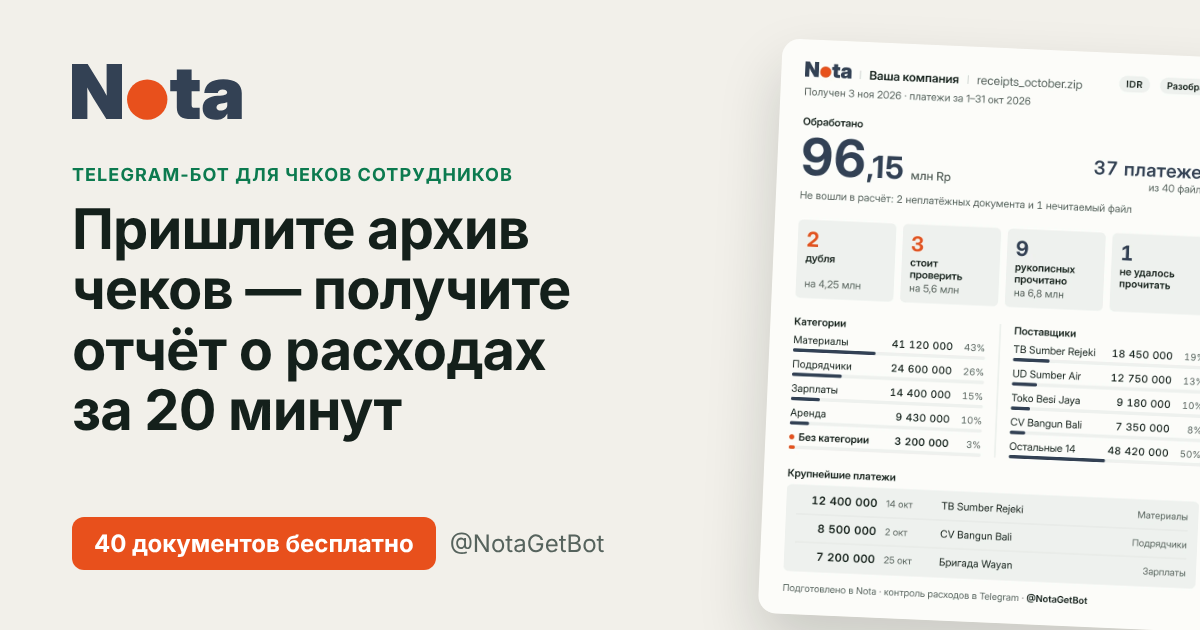 Nota
TELEGRAM-БОТ ДЛЯ ЧЕКОВ СОТРУДНИКОВ
Пришлите архив
чеков — получите
отчёт о расходах
за 20 минут
40 документов бесплатно
@NotaGetBot
Nota | Ваша компания | receipts_october.zip
IDR
Получен 3 ноя 2026 · платежи за 1–31 окт 2026
Обработано
96,15 млн Rp
37
из 40
Не вошли в расчёт: 2 неплатёжных документа и 1 нечитаемый файл
2
дубля
на 4,25 млн
3
стоит
проверить
на 5,6 млн
9
рукописных
прочитано
на 6,8 млн
1
не удалось
прочитать
Категории
Материалы 41 120 000 43%
Подрядчики 24 600 000 26%
Зарплаты 14 400 000 15%
Аренда 9 430 000 10%
Без категории 3 200 000 3%
Поставщики
TB Sumber Rejeki 18 450 000 19%
UD Sumber Air 12 750 000 13%
Toko Besi Jaya 9 180 000 10%
CV Bangun Bali 7 350 000 8%
Остальные 14 48 420 000 50%
Крупнейшие платежи
12 400 000 14 окт TB Sumber Rejeki Материалы
8 500 000 2 окт CV Bangun Bali Подрядчики
7 200 000 25 окт Бригада Wayan Зарплаты
Подготовлено в Nota · контроль расходов в Telegram · @NotaGetBot